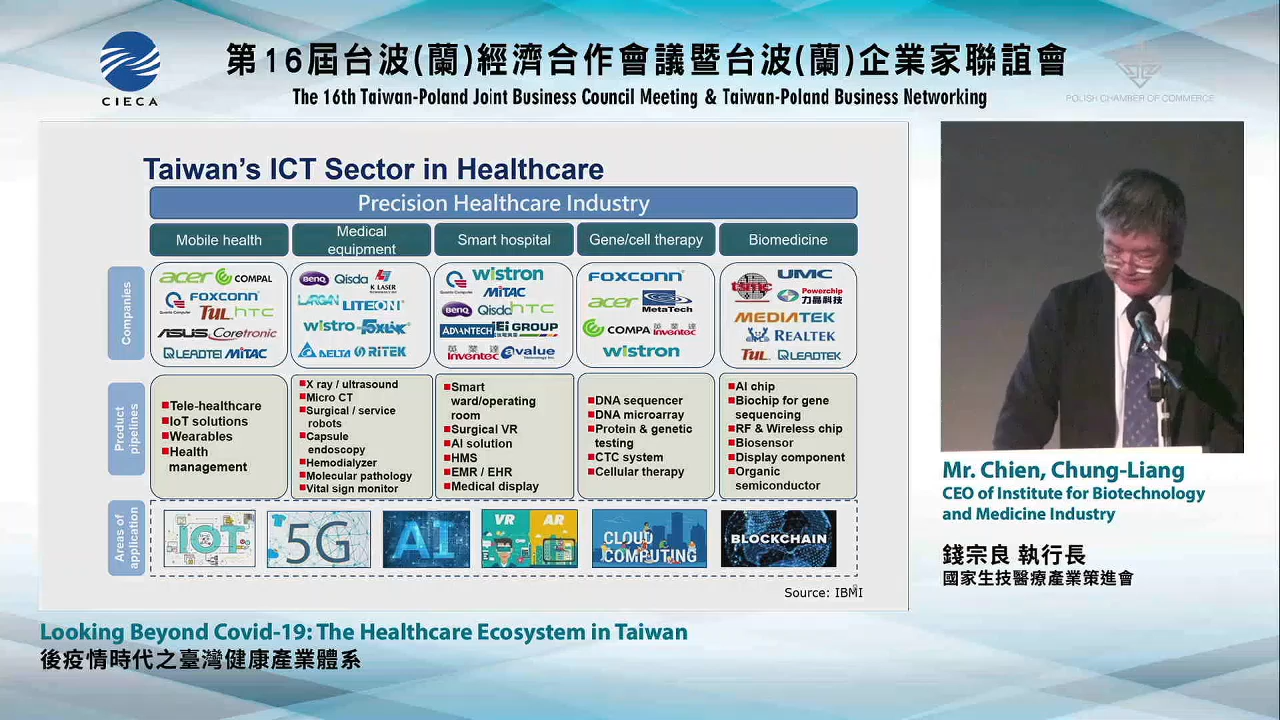 CIECA
第16屆台波(蘭)經濟合作會議暨台波(蘭)企業家聯誼會
The 16th Taiwan-Poland Joint Business Council Meeting & Taiwan-Poland Business Networking
POLISH CHAMBER OF COMMERCE
Taiwan's ICT Sector in Healthcare
Precision Healthcare Industry
Mobile health
Medical equipment
Smart hospital
Gene/cell therapy
Biomedicine
Companies
acer COMPAL
Quanta Computer FOXCONN
TUL hTC
ASUS Coretronic
LEADTEK MiTAC
BenQ Qisda K LASER
LARGAN LITEON
wistron
DELTA RITEK
Quanta Computer wistron
MiTAC
BenQ Qisda hTC
ADVANTECH GROUP
英業達 Inventec avalue
FOXCONN
acer METATECH
COMPAL 英業達 Inventec
wistron
tsmc UMC
Powerchip 力晶科技
MEDIATEK
REALTEK
TUL LEADTEK
Product pipelines
Tele-healthcare
IoT solutions
Wearables
Health management
X ray / ultrasound
Micro CT
Surgical / service
robots
Capsule
endoscopy
Hemodialyzer
Molecular pathology
Vital sign monitor
Smart
ward/operating
room
Surgical VR
AI solution
HMS
EMR / EHR
Medical display
DNA sequencer
DNA microarray
Protein & genetic
testing
CTC system
Cellular therapy
AI chip
Biochip for gene
sequencing
RF & Wireless chip
Biosensor
Display component
Organic
semiconductor
Areas of application
IOT
5G
AI
VR AR
CLOUD
COMPUTING
BLOCKCHAIN
Source: IBMI
Mr. Chien, Chung-Liang
CEO of Institute for Biotechnology
and Medicine Industry
錢宗良 執行長
國家生技醫療產業策進會
Looking Beyond Covid-19: The Healthcare Ecosystem in Taiwan
後疫情時代之臺灣健康產業體系